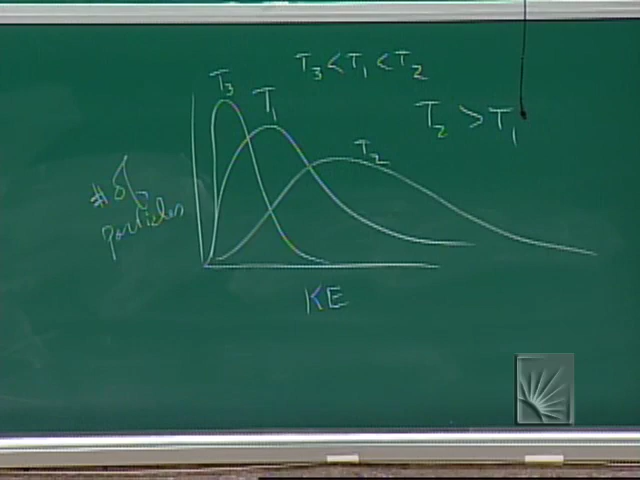 T₃ < T₁ < T₂
T₃
T₁
T₂ > T₁
T₂
# of
particles
KE